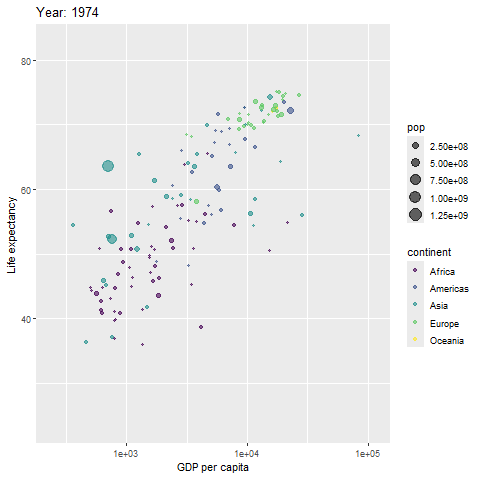 Year: 1974
80
60
40
Life expectancy
1e+03
1e+04
1e+05
GDP per capita
pop
2.50e+08
5.00e+08
7.50e+08
1.00e+09
1.25e+09
continent
Africa
Americas
Asia
Europe
Oceania